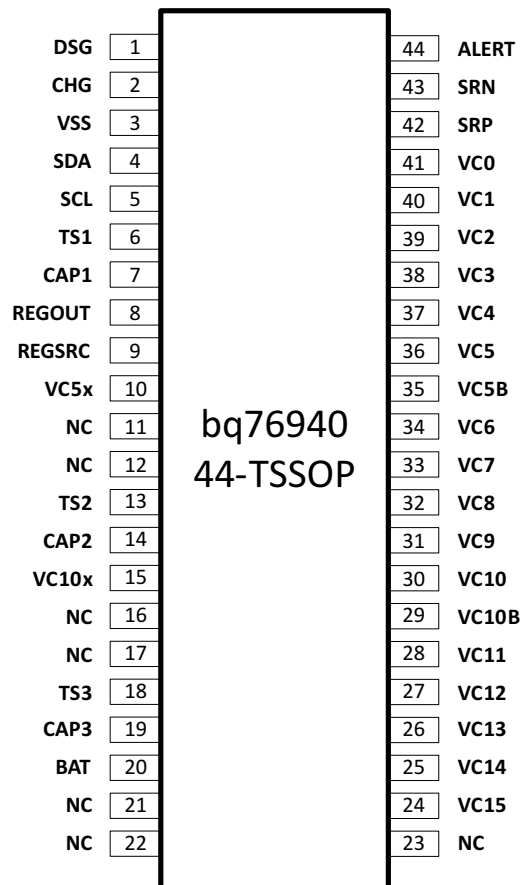 DSG 1 44 ALERT
CHG 2 43 SRN
VSS 3 42 SRP
SDA 4 41 VC0
SCL 5 40 VC1
TS1 6 39 VC2
CAP1 7 38 VC3
REGOUT 8 37 VC4
REGSRC 9 36 VC5
VC5x 10 35 VC5B
NC 11 bq76940 34 VC6
NC 12 44-TSSOP 33 VC7
TS2 13 32 VC8
CAP2 14 31 VC9
VC10x 15 30 VC10
NC 16 29 VC10B
NC 17 28 VC11
TS3 18 27 VC12
CAP3 19 26 VC13
BAT 20 25 VC14
NC 21 24 VC15
NC 22 23 NC